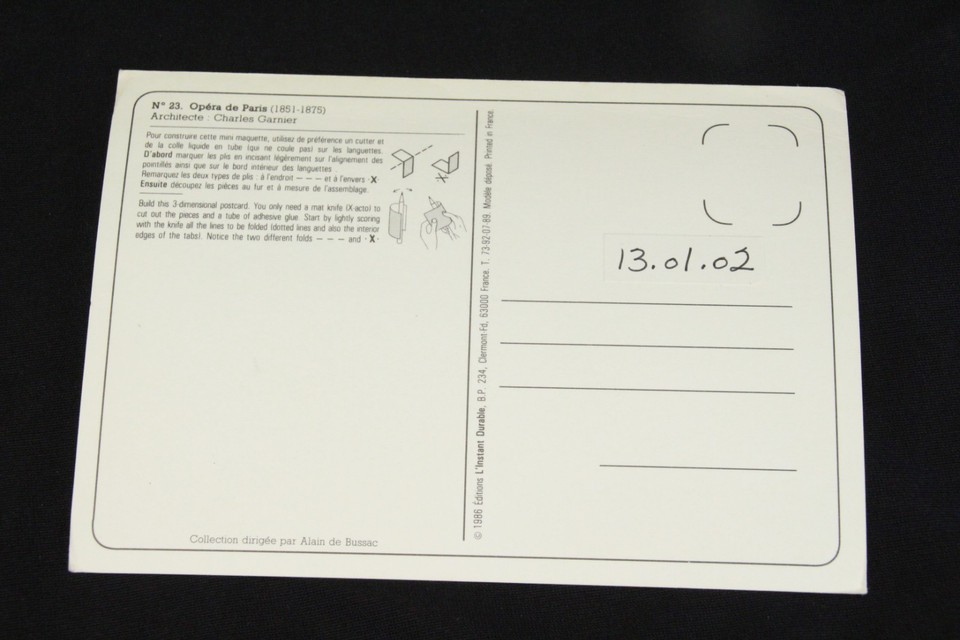 N° 23. Opéra de Paris (1851-1875)
Architecte : Charles Garnier
Pour construire cette mini maquette, utilisez de préférence un cutter et
de la colle liquide en tube (qui ne coule pas) sur les languettes.
D'abord marquer les plis en incisant légèrement sur l'alignement des
pointillés ainsi que sur le bord intérieur des languettes :
Remarquez les deux types de plis : à l'endroit – – – et à l'envers ·X·
Ensuite découpez les pièces au fur et à mesure de l'assemblage.
Build this 3-dimensional postcard. You only need a mat knife (X-acto) to
cut out the pieces and a tube of adhesive glue. Start by lightly scoring
with the knife all the lines to be folded (dotted lines and also the interior
edges of the tabs). Notice the two different folds – – – and ·X·
X
Collection dirigée par Alain de Bussac
© 1986 Éditions L'Instant Durable, B.P. 234, Clermont-Fd, 63000 France. T. 73-92-07-89. Modèle déposé. Printed in France.
13.01.02